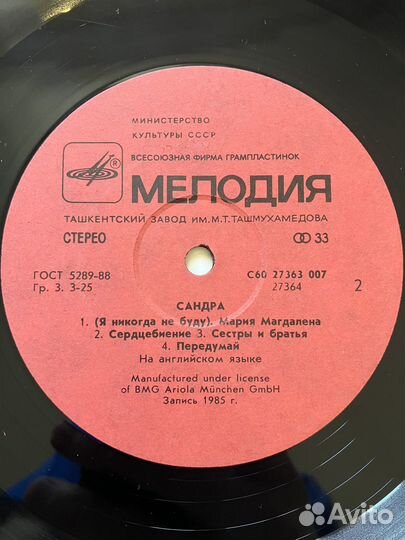 МИНИСТЕРСТВО
КУЛЬТУРЫ СССР
ВСЕСОЮЗНАЯ ФИРМА ГРАМПЛАСТИНОК
®
МЕЛОДИЯ
ТАШКЕНТСКИЙ ЗАВОД ИМ.М.Т.ТАШМУХАМЕДОВА
СТЕРЕО 33
ГОСТ 5289-88 С60 27363 007
Гр. 3. 3-25 27364 2
САНДРА
1. (Я никогда не буду). Мария Магдалена
2. Сердцебиение 3. Сестры и братья
4. Передумай
На английском языке
Manufactured under license
of BMG Ariola München GmbH
Запись 1985 г.
Avito